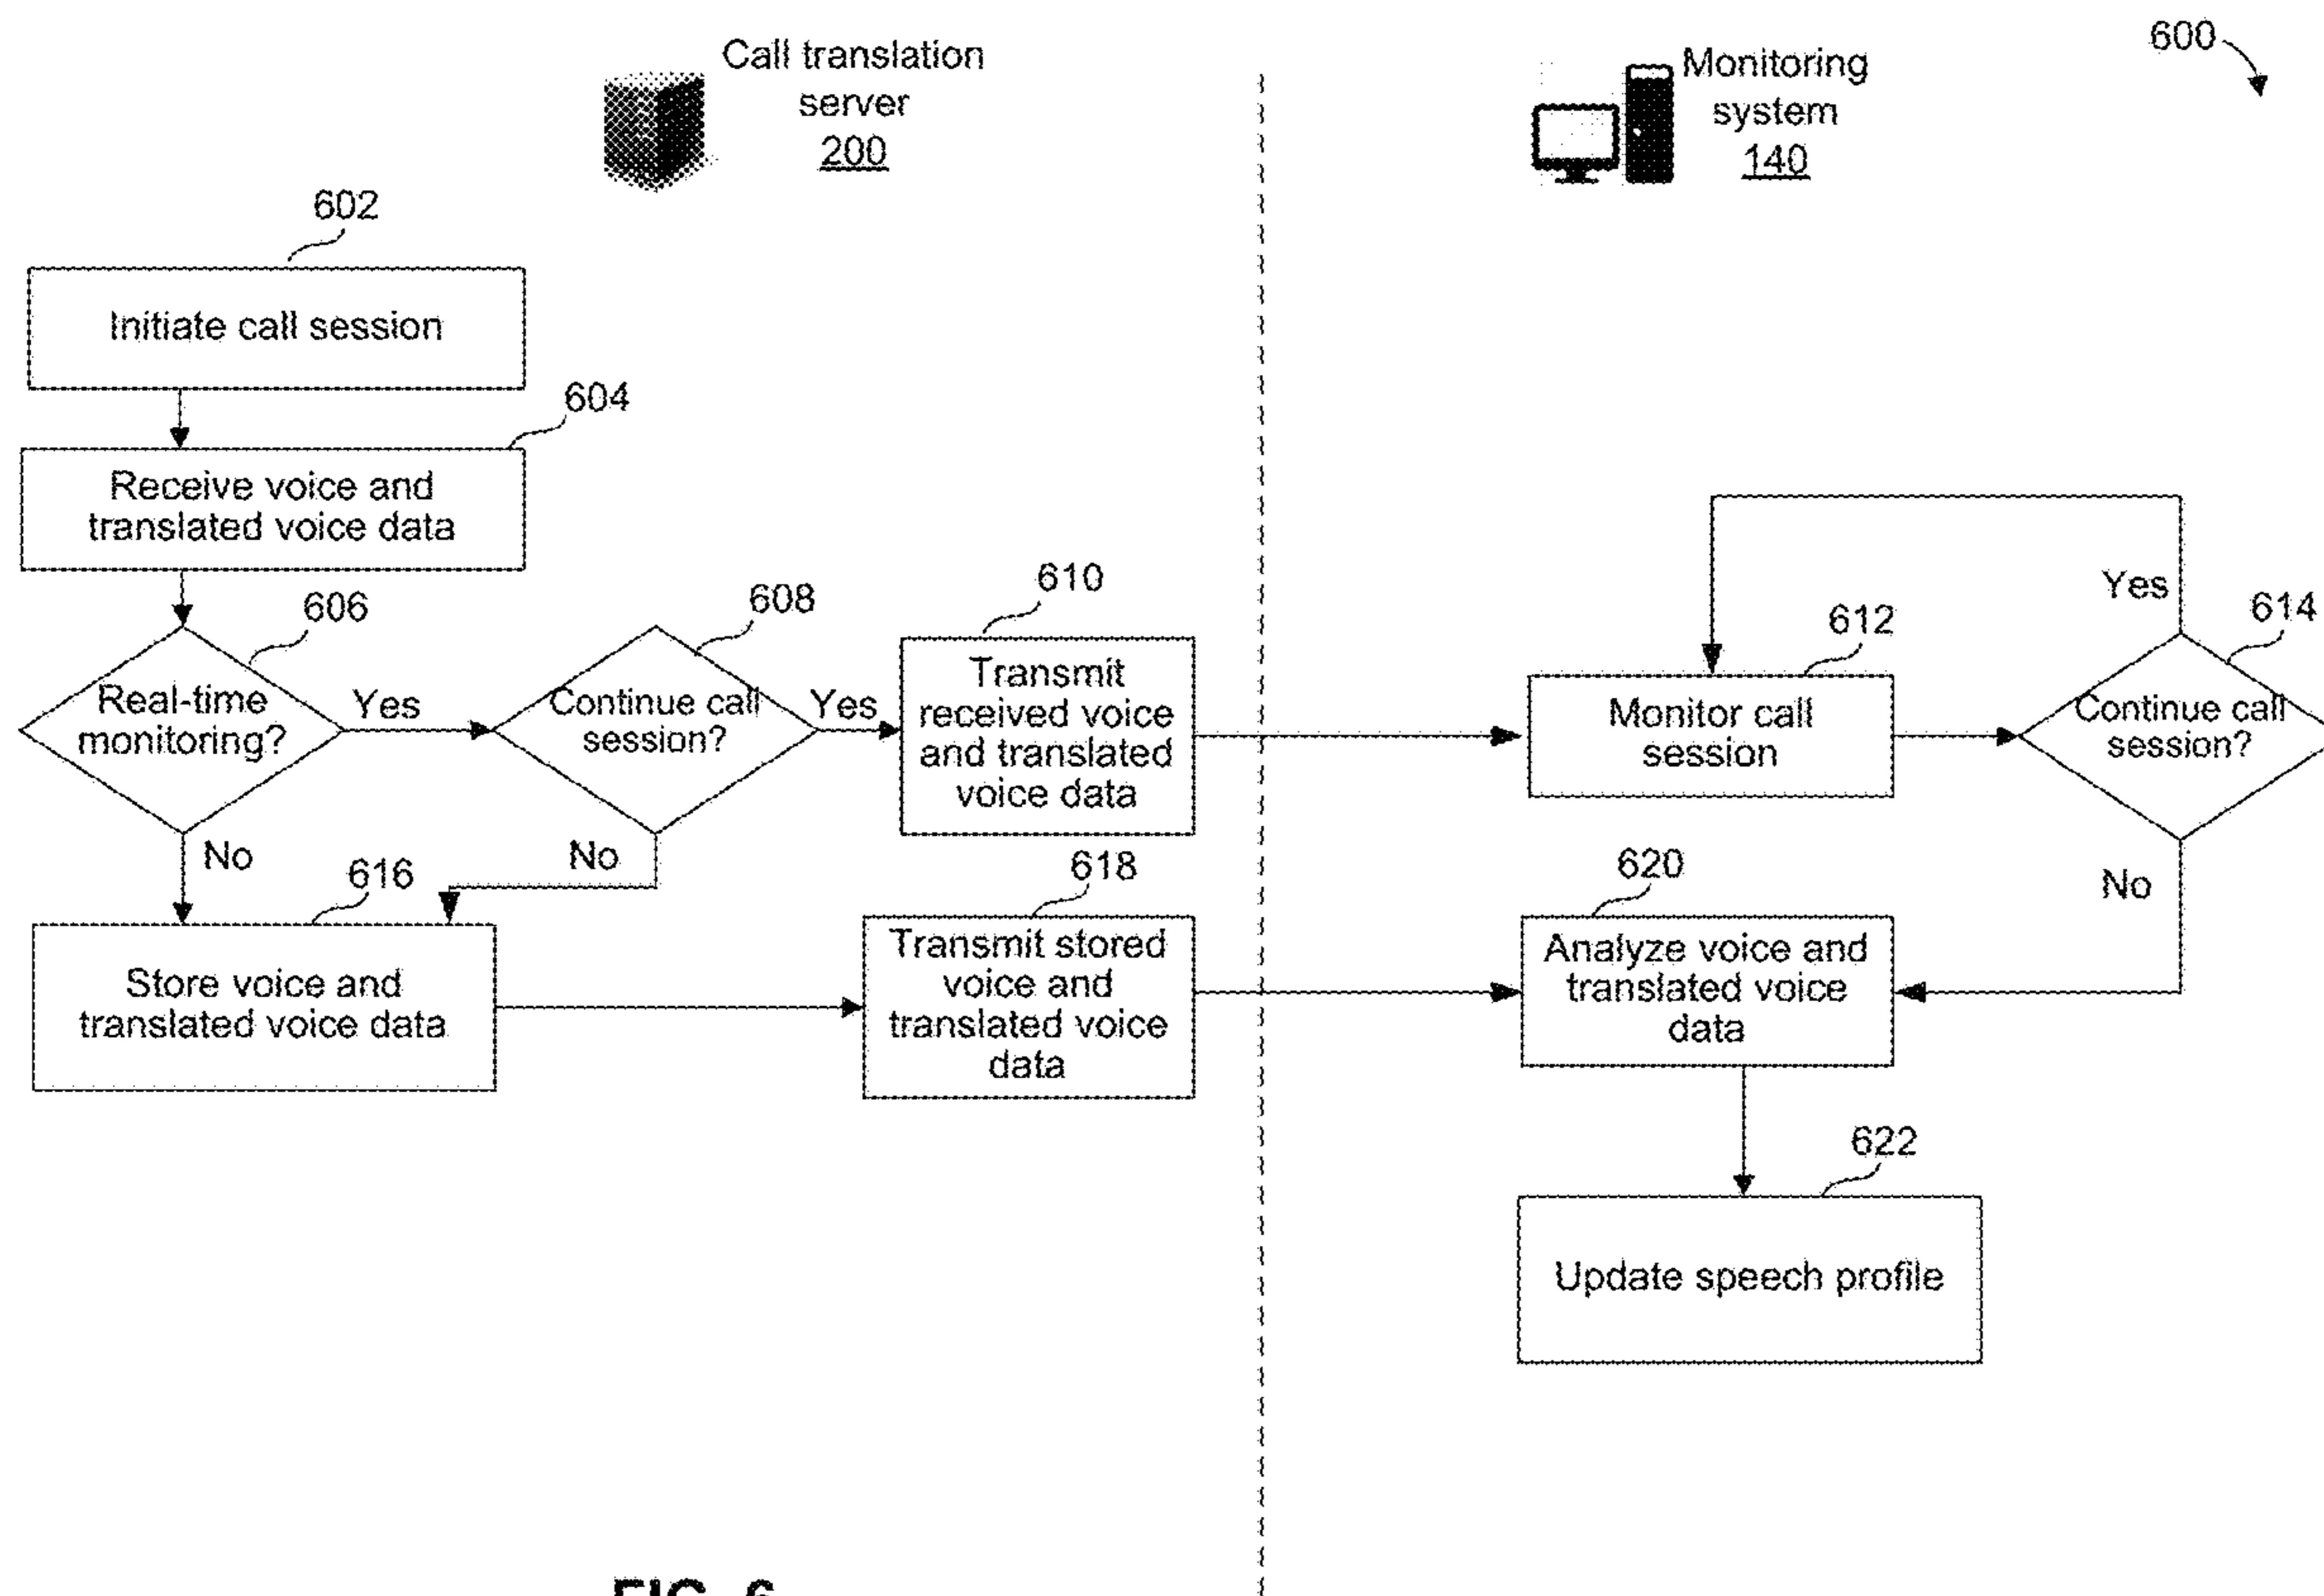 600
Call translation
server
200
Monitoring
system
140
602
Initiate call session
604
Receive voice and
translated voice data
606
Real-time
monitoring?
Yes
No
608
Continue call
session?
Yes
No
610
Transmit
received voice
and translated
voice data
612
Monitor call
session
614
Continue call
session?
Yes
No
616
Store voice and
translated voice data
618
Transmit stored
voice and
translated voice
data
620
Analyze voice and
translated voice
data
622
Update speech profile
FIG. 6